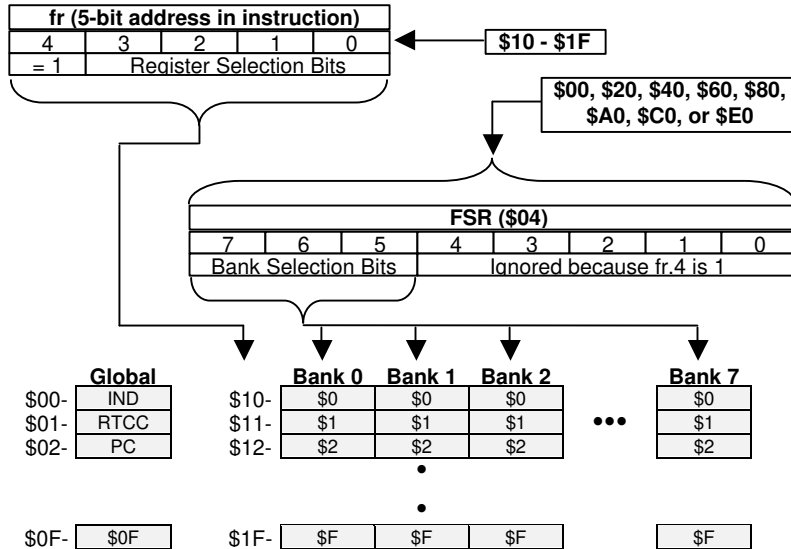 fr (5-bit address in instruction)
4 3 2 1 0
= 1 Register Selection Bits
$10 - $1F
$00, $20, $40, $60, $80,
$A0, $C0, or $E0
FSR ($04)
7 6 5 4 3 2 1 0
Bank Selection Bits Ignored because fr.4 is 1
Global Bank 0 Bank 1 Bank 2 Bank 7
$00- IND $10- $0 $0 $0 $0
$01- RTCC $11- $1 $1 $1 ••• $1
$02- PC $12- $2 $2 $2 $2
$0F- $0F $1F- $F $F $F $F